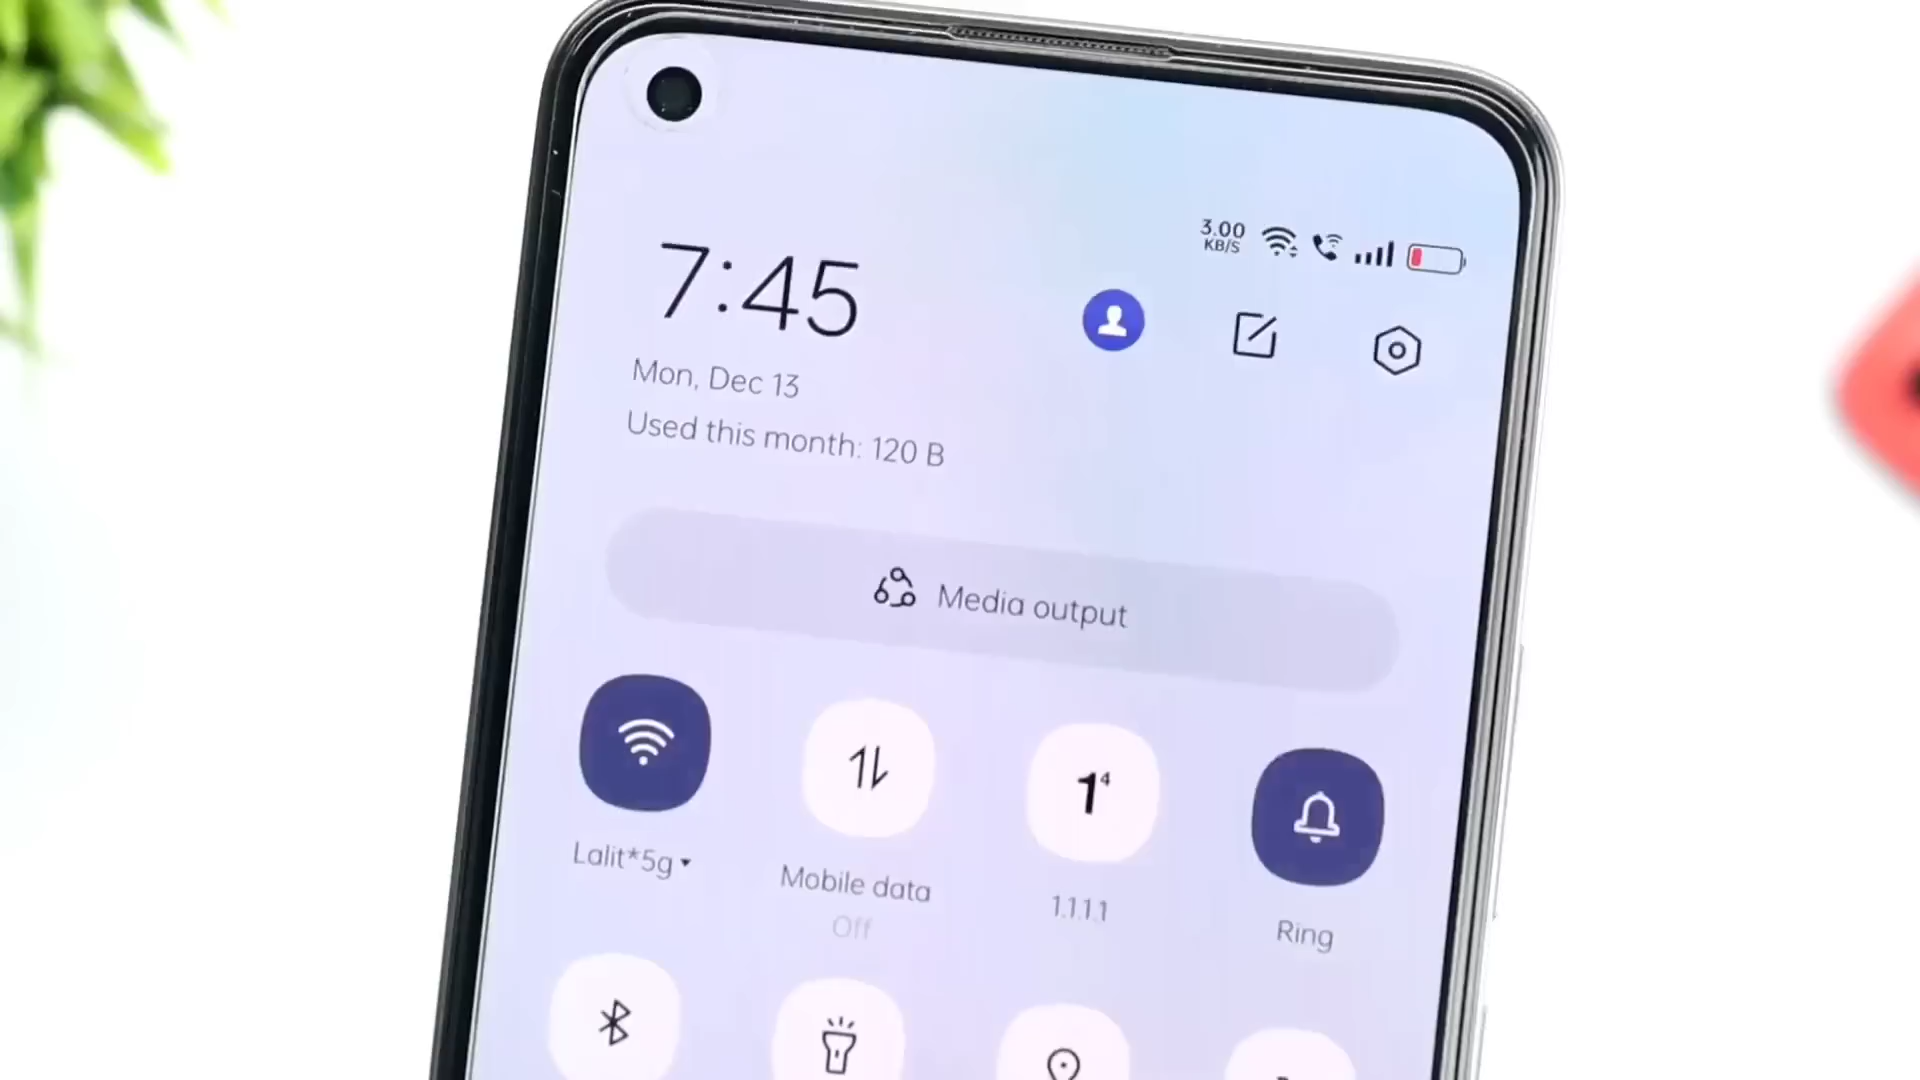 3.00
KB/S
7:45
Mon, Dec 13
Used this month: 120 B
Media output
1⁴
Lalit*5g
Mobile data
Off
1.1.1.1
Ring